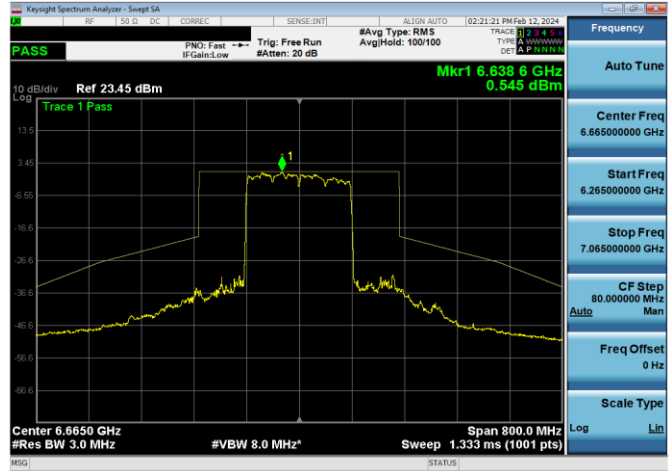 Keysight Spectrum Analyzer - Swept SA
RF 50 Ω DC CORREC SENSE:INT ALIGN AUTO 02:21:21 PM Feb 12, 2024
PASS
PNO: Fast
IFGain:Low
Trig: Free Run
#Atten: 20 dB
#Avg Type: RMS
Avg|Hold: 100/100
TRACE 1 2 3 4 5 6
TYPE A WWWWW
DET A P N N N N
Mkr1 6.638 6 GHz
0.545 dBm
10 dB/div Ref 23.45 dBm
Log
Trace 1 Pass
13.5
3.45
1
-6.55
-16.6
-26.6
-36.6
-46.6
-56.6
-66.6
Center 6.6650 GHz Span 800.0 MHz
#Res BW 3.0 MHz #VBW 8.0 MHz* Sweep 1.333 ms (1001 pts)
MSG STATUS
Frequency
Auto Tune
Center Freq
6.665000000 GHz
Start Freq
6.265000000 GHz
Stop Freq
7.065000000 GHz
CF Step
80.000000 MHz
Auto Man
Freq Offset
0 Hz
Scale Type
Log Lin